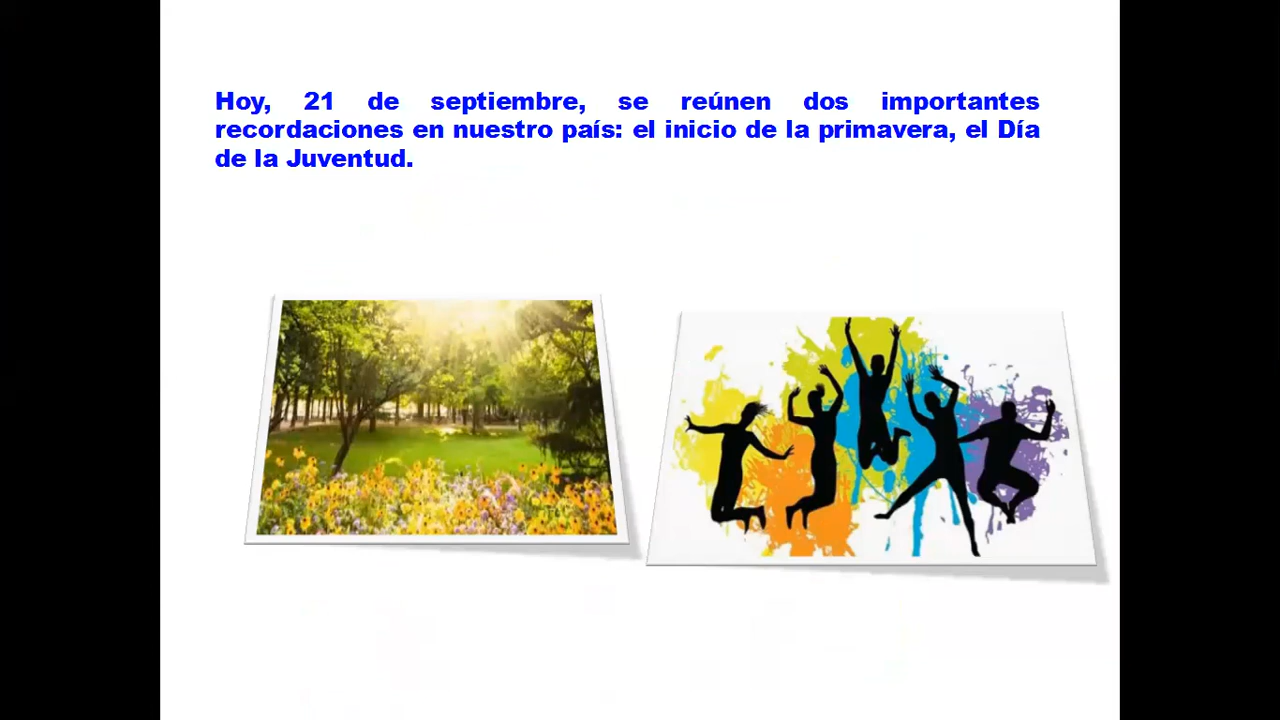 Hoy, 21 de septiembre, se reúnen dos importantes
recordaciones en nuestro país: el inicio de la primavera, el Día
de la Juventud.